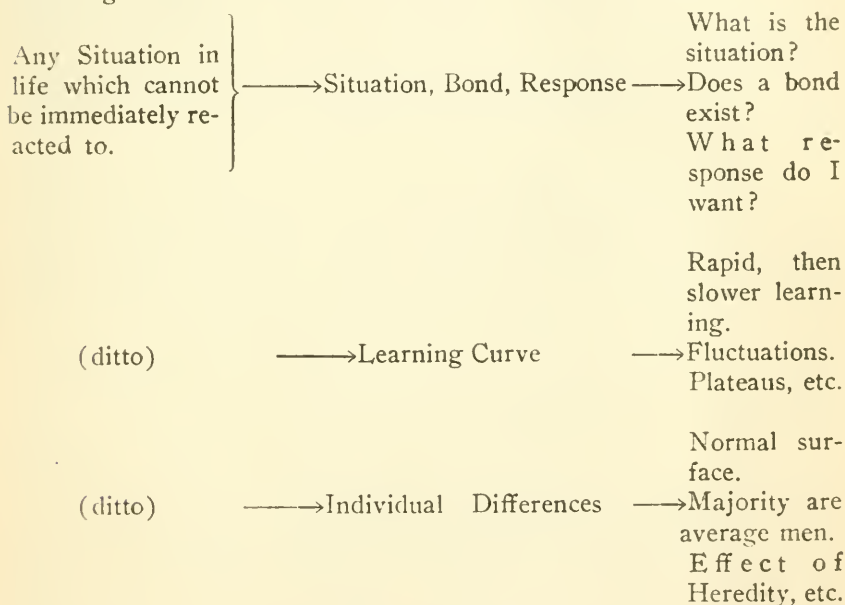 Any Situation in
life which cannot
be immediately re-
acted to.
⟶Situation, Bond, Response⟶
What is the
situation?
Does a bond
exist?
What re-
sponse do I
want?
(ditto)
⟶Learning Curve
Rapid, then
slower learn-
ing.
⟶Fluctuations.
Plateaus, etc.
(ditto)
⟶Individual Differences
Normal sur-
face.
⟶Majority are
average men.
Effect of
Heredity, etc.